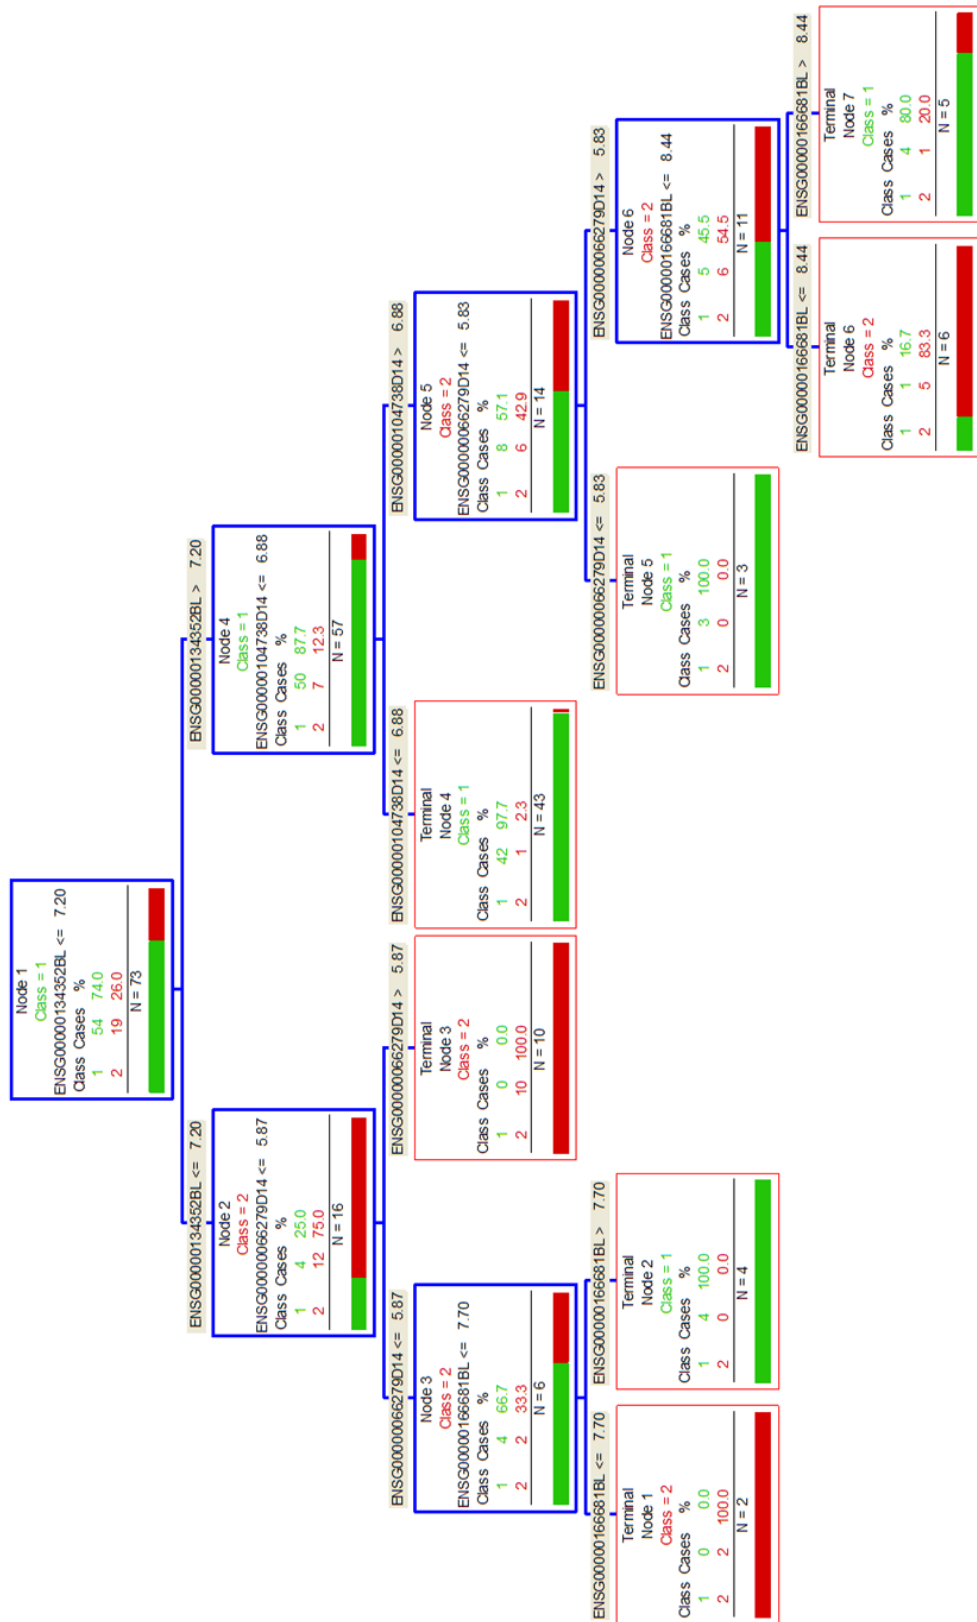 Node 1
Class = 1
ENSG00000134352BL <= 7.20
Class Cases %
1 54 74.0
2 19 26.0
N = 73
ENSG00000134352BL <= 7.20
ENSG00000134352BL > 7.20
Node 2
Class = 2
ENSG00000066279D14 <= 5.87
Class Cases %
1 4 25.0
2 12 75.0
N = 16
Node 4
Class = 1
ENSG00000104738D14 <= 6.88
Class Cases %
1 50 87.7
2 7 12.3
N = 57
ENSG00000066279D14 <= 5.87
ENSG00000066279D14 > 5.87
ENSG00000104738D14 <= 6.88
ENSG00000104738D14 > 6.88
Node 3
Class = 2
ENSG00000166681BL <= 7.70
Class Cases %
1 4 66.7
2 2 33.3
N = 6
Terminal
Node 3
Class = 2
Class Cases %
1 0 0.0
2 10 100.0
N = 10
Terminal
Node 4
Class = 1
Class Cases %
1 42 97.7
2 1 2.3
N = 43
Node 5
Class = 2
ENSG00000066279D14 <= 5.83
Class Cases %
1 8 57.1
2 6 42.9
N = 14
ENSG00000166681BL <= 7.70
ENSG00000166681BL > 7.70
ENSG00000066279D14 <= 5.83
ENSG00000066279D14 > 5.83
Terminal
Node 1
Class = 2
Class Cases %
1 0 0.0
2 2 100.0
N = 2
Terminal
Node 2
Class = 1
Class Cases %
1 4 100.0
2 0 0.0
N = 4
Terminal
Node 5
Class = 1
Class Cases %
1 3 100.0
2 0 0.0
N = 3
Node 6
Class = 2
ENSG00000166681BL <= 8.44
Class Cases %
1 5 45.5
2 6 54.5
N = 11
ENSG00000166681BL <= 8.44
ENSG00000166681BL > 8.44
Terminal
Node 6
Class = 2
Class Cases %
1 1 16.7
2 5 83.3
N = 6
Terminal
Node 7
Class = 1
Class Cases %
1 4 80.0
2 1 20.0
N = 5